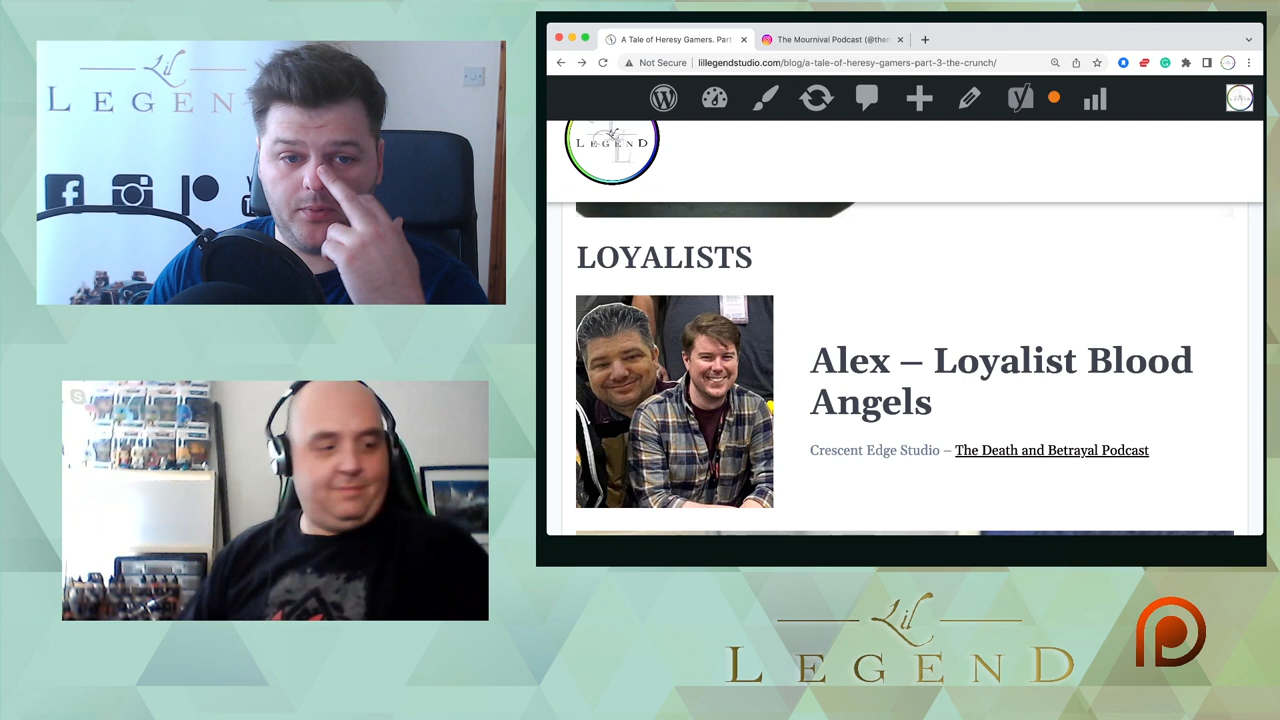 Lil
LEGEN
A Tale of Heresy Gamers. Part
The Mournival Podcast (@then
Not Secure
lillegendstudio.com/blog/a-tale-of-heresy-gamers-part-3-the-crunch/
LEGEND
LOYALISTS
Alex – Loyalist Blood
Angels
Crescent Edge Studio – The Death and Betrayal Podcast
Lil
LEGEND